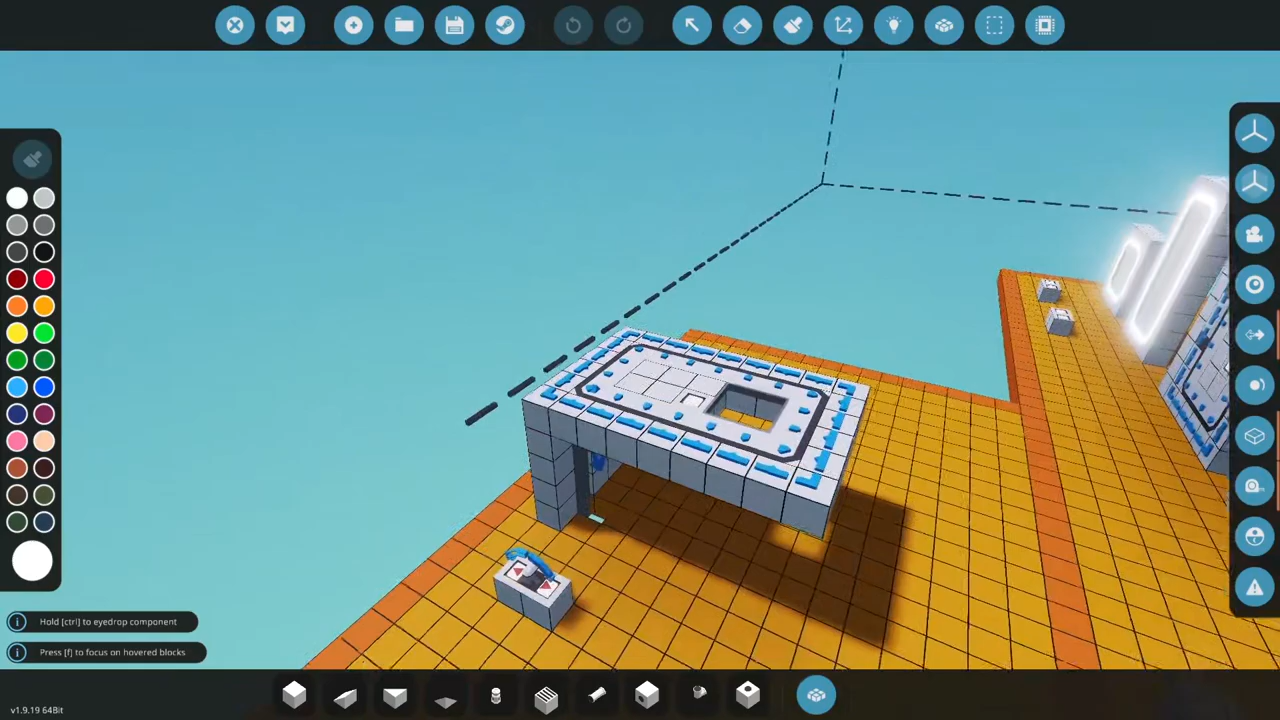 Hold [ctrl] to eyedrop component
Press [f] to focus on hovered blocks
v1.9.19 64Bit